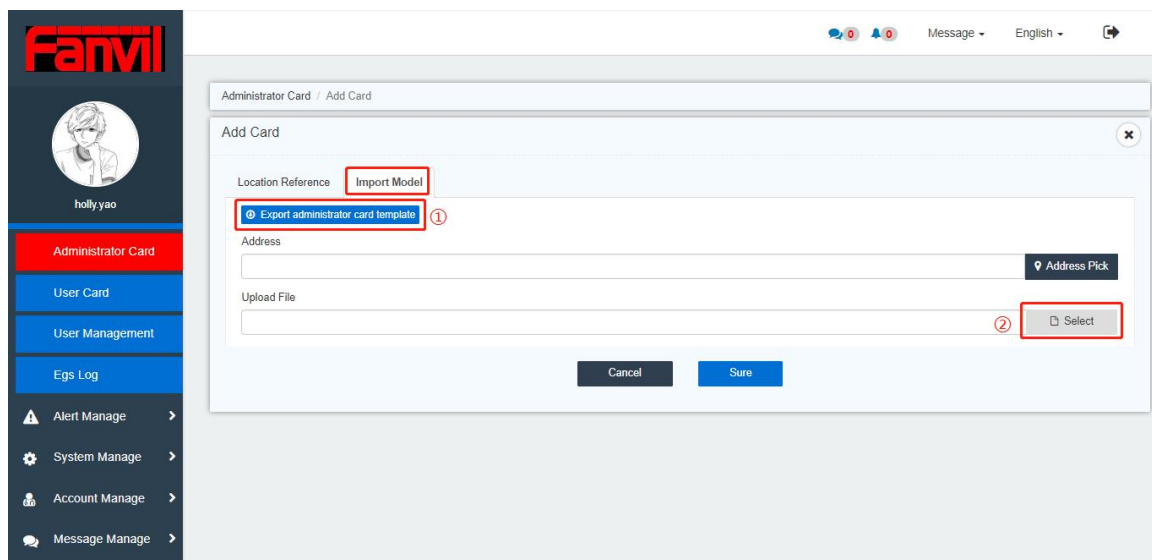 Fanvil
0 0 Message English
Administrator Card / Add Card
Add Card
holly.yao
Location Reference Import Model
Export administrator card template ①
Address
Address Pick
Upload File
② Select
Cancel Sure
Administrator Card
User Card
User Management
Egs Log
Alert Manage
System Manage
Account Manage
Message Manage